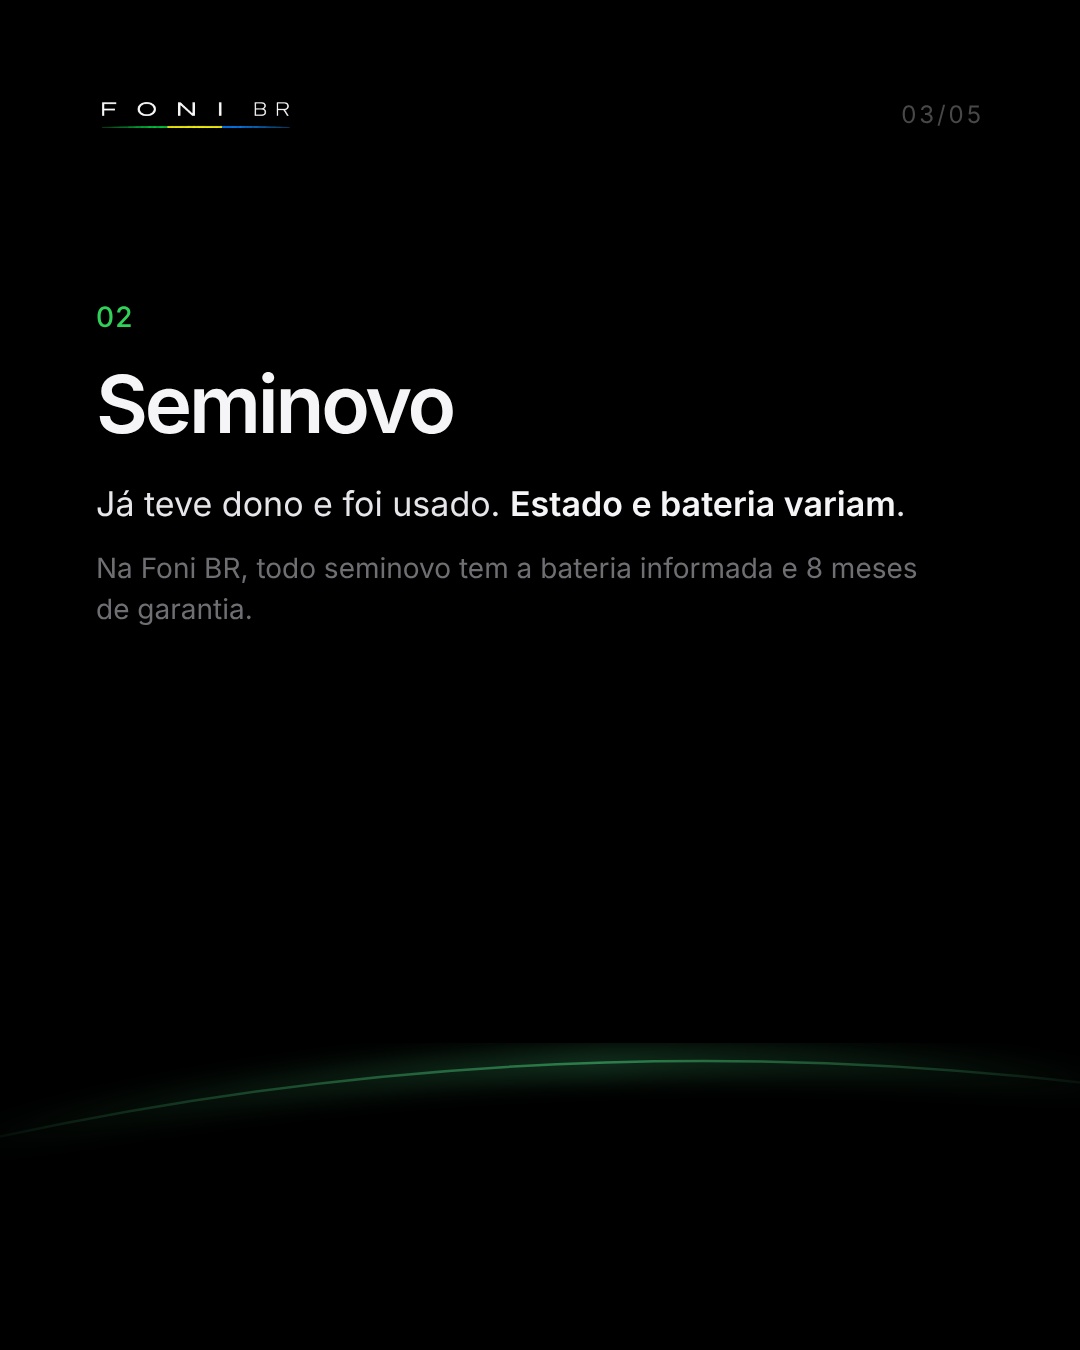 FONI BR
03/05
02
Seminovo
Já teve dono e foi usado. Estado e bateria variam.
Na Foni BR, todo seminovo tem a bateria informada e 8 meses
de garantia.